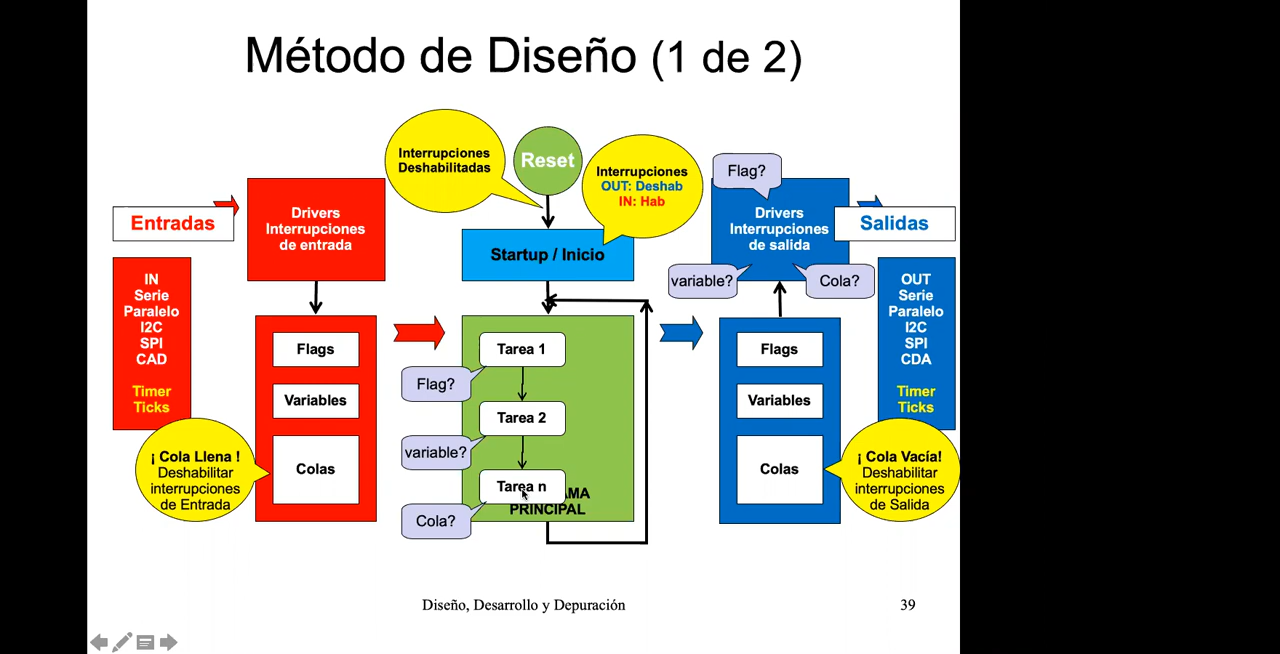 Método de Diseño (1 de 2)
Interrupciones
Deshabilitadas
Reset
Interrupciones
OUT: Deshab
IN: Hab
Flag?
Entradas
Drivers
Interrupciones
de entrada
Startup / Inicio
Drivers
Interrupciones
de salida
Salidas
variable?
Cola?
IN
Serie
Paralelo
I2C
SPI
CAD
Timer
Ticks
Flags
Variables
Colas
Tarea 1
Flag?
Tarea 2
variable?
Tarea n
AMA
PRINCIPAL
Cola?
Flags
Variables
Colas
OUT
Serie
Paralelo
I2C
SPI
CDA
Timer
Ticks
¡ Cola Llena !
Deshabilitar
interrupciones
de Entrada
¡ Cola Vacía!
Deshabilitar
interrupciones
de Salida
Diseño, Desarrollo y Depuración
39